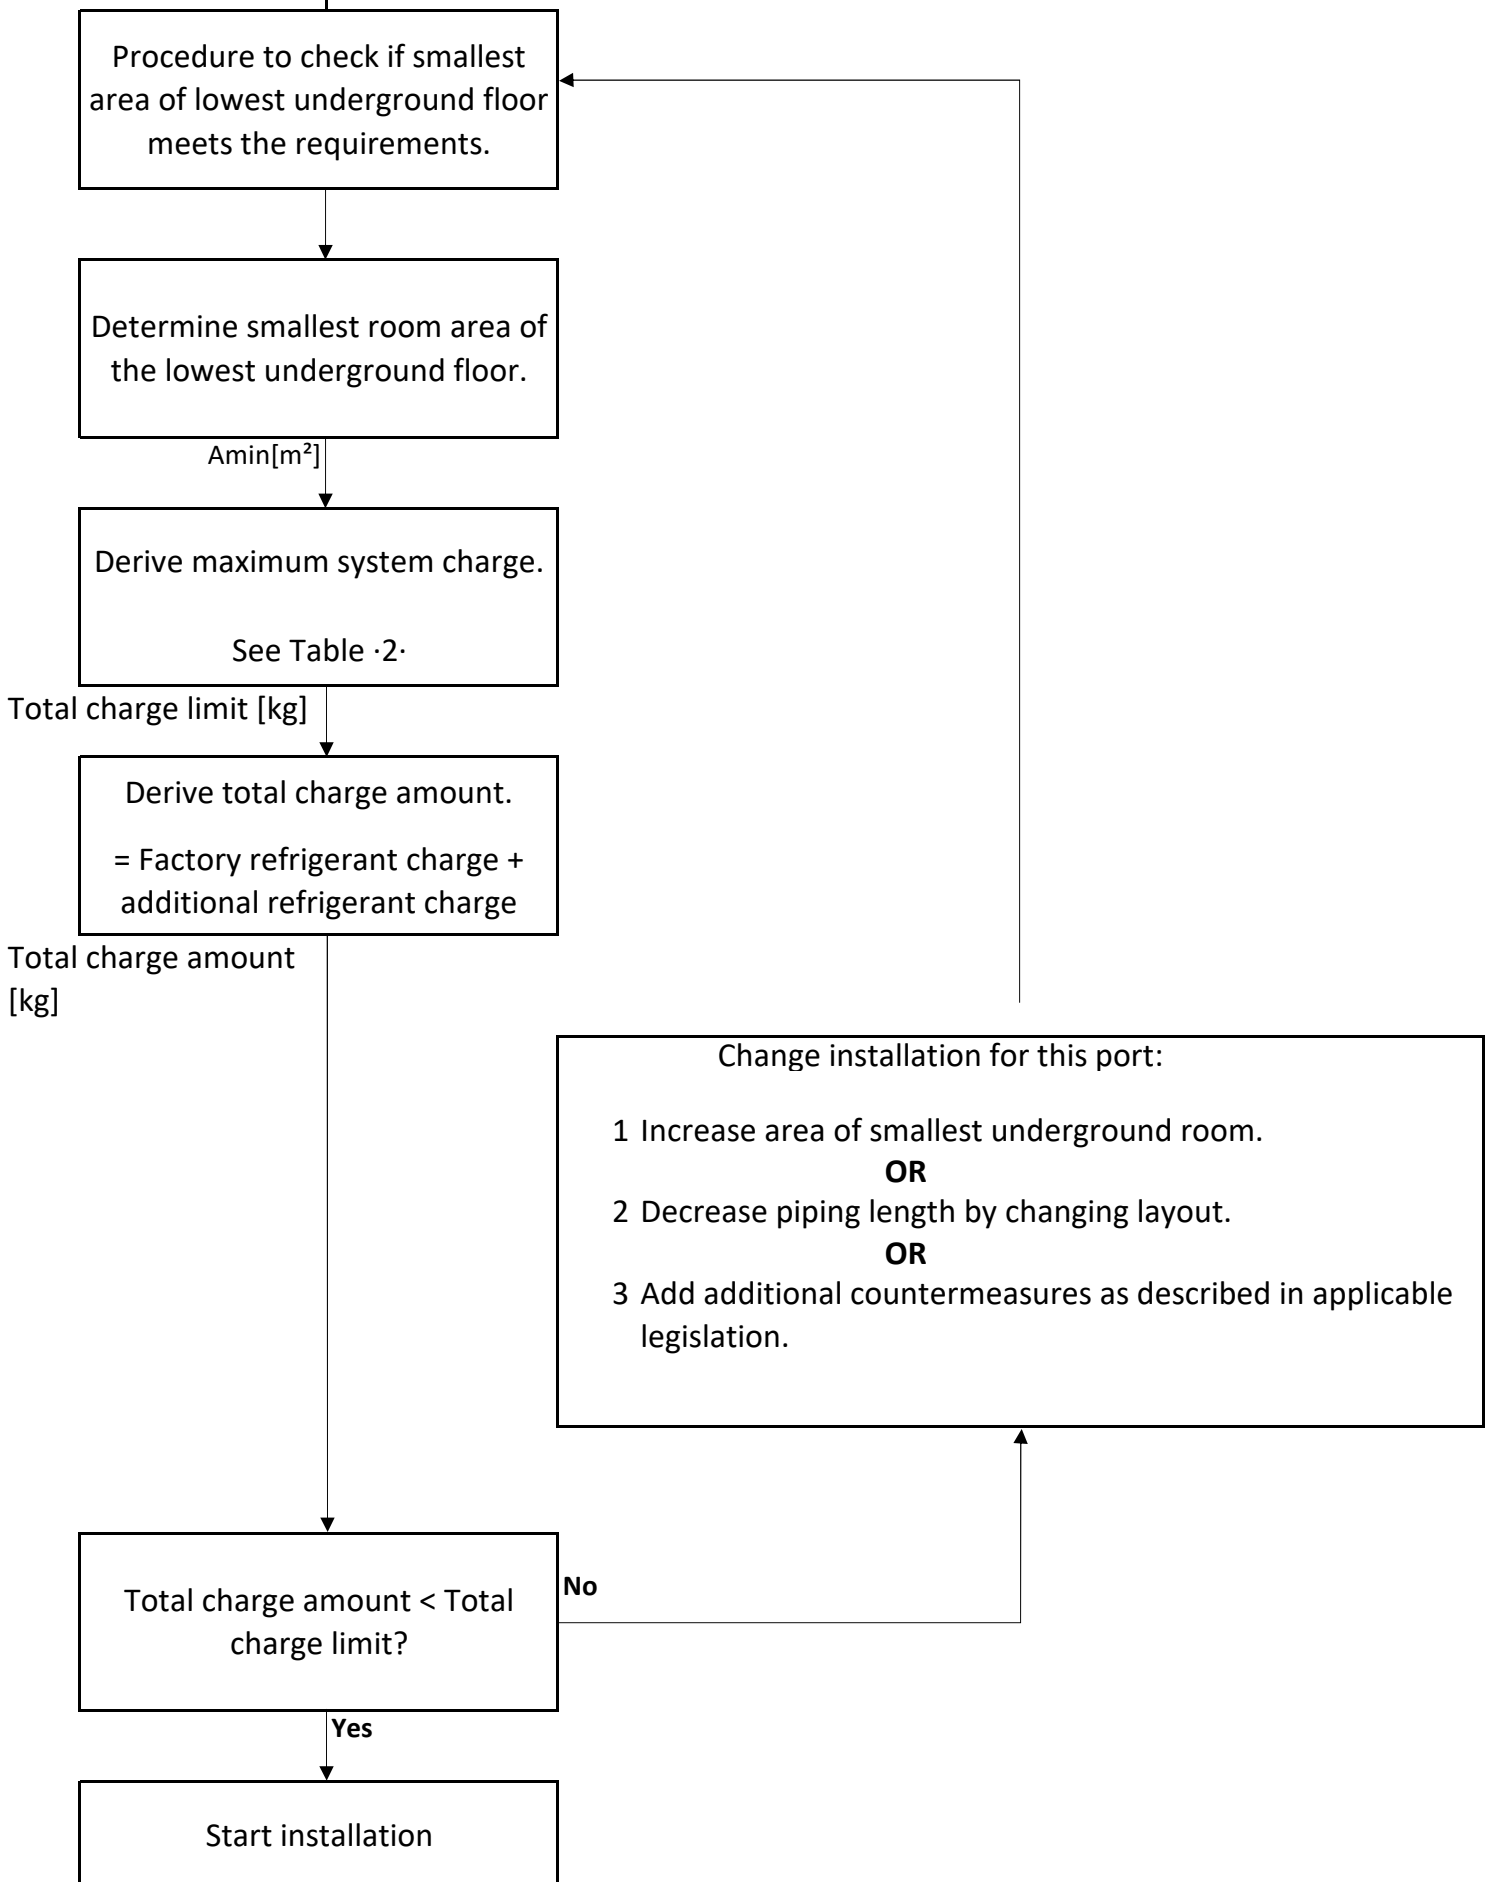 Procedure to check if smallest
area of lowest underground floor
meets the requirements.
Determine smallest room area of
the lowest underground floor.
Amin[m²]
Derive maximum system charge.
See Table ·2·
Total charge limit [kg]
Derive total charge amount.
= Factory refrigerant charge +
additional refrigerant charge
Total charge amount
[kg]
Change installation for this port:
1 Increase area of smallest underground room.
OR
2 Decrease piping length by changing layout.
OR
3 Add additional countermeasures as described in applicable
legislation.
Total charge amount < Total
charge limit?
No
Yes
Start installation